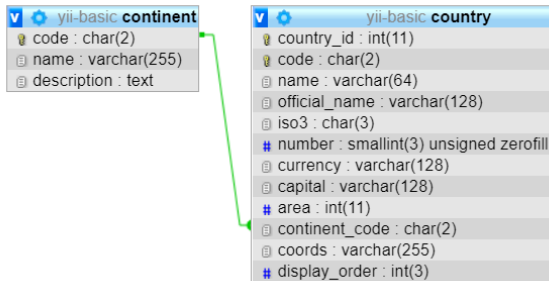 v yii-basic continent
code : char(2)
name : varchar(255)
description : text
v yii-basic country
country_id : int(11)
code : char(2)
name : varchar(64)
official_name : varchar(128)
iso3 : char(3)
# number : smallint(3) unsigned zerofill
currency : varchar(128)
capital : varchar(128)
# area : int(11)
continent_code : char(2)
coords : varchar(255)
# display_order : int(3)